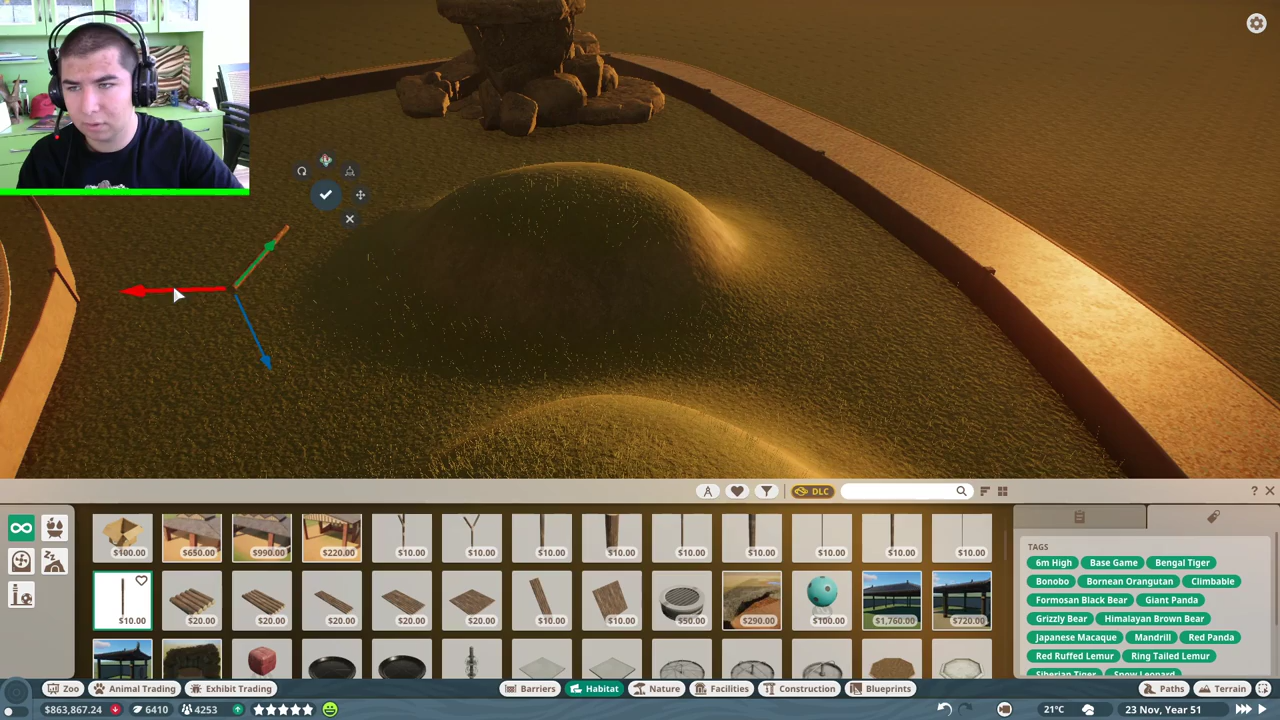 DLC
$100.00 $650.00 $990.00 $220.00 $10.00 $10.00 $10.00 $10.00 $10.00 $10.00 $10.00 $10.00 $10.00
$10.00 $20.00 $20.00 $20.00 $20.00 $20.00 $10.00 $10.00 $50.00 $290.00 $100.00 $1,760.00 $720.00
TAGS
6m High Base Game Bengal Tiger
Bonobo Bornean Orangutan Climbable
Formosan Black Bear Giant Panda
Grizzly Bear Himalayan Brown Bear
Japanese Macaque Mandrill Red Panda
Red Ruffed Lemur Ring Tailed Lemur
Siberian Tiger Snow Leopard
Zoo Animal Trading Exhibit Trading Barriers Habitat Nature Facilities Construction Blueprints Paths Terrain
$863,867.24 6410 4253 21°C 23 Nov, Year 51